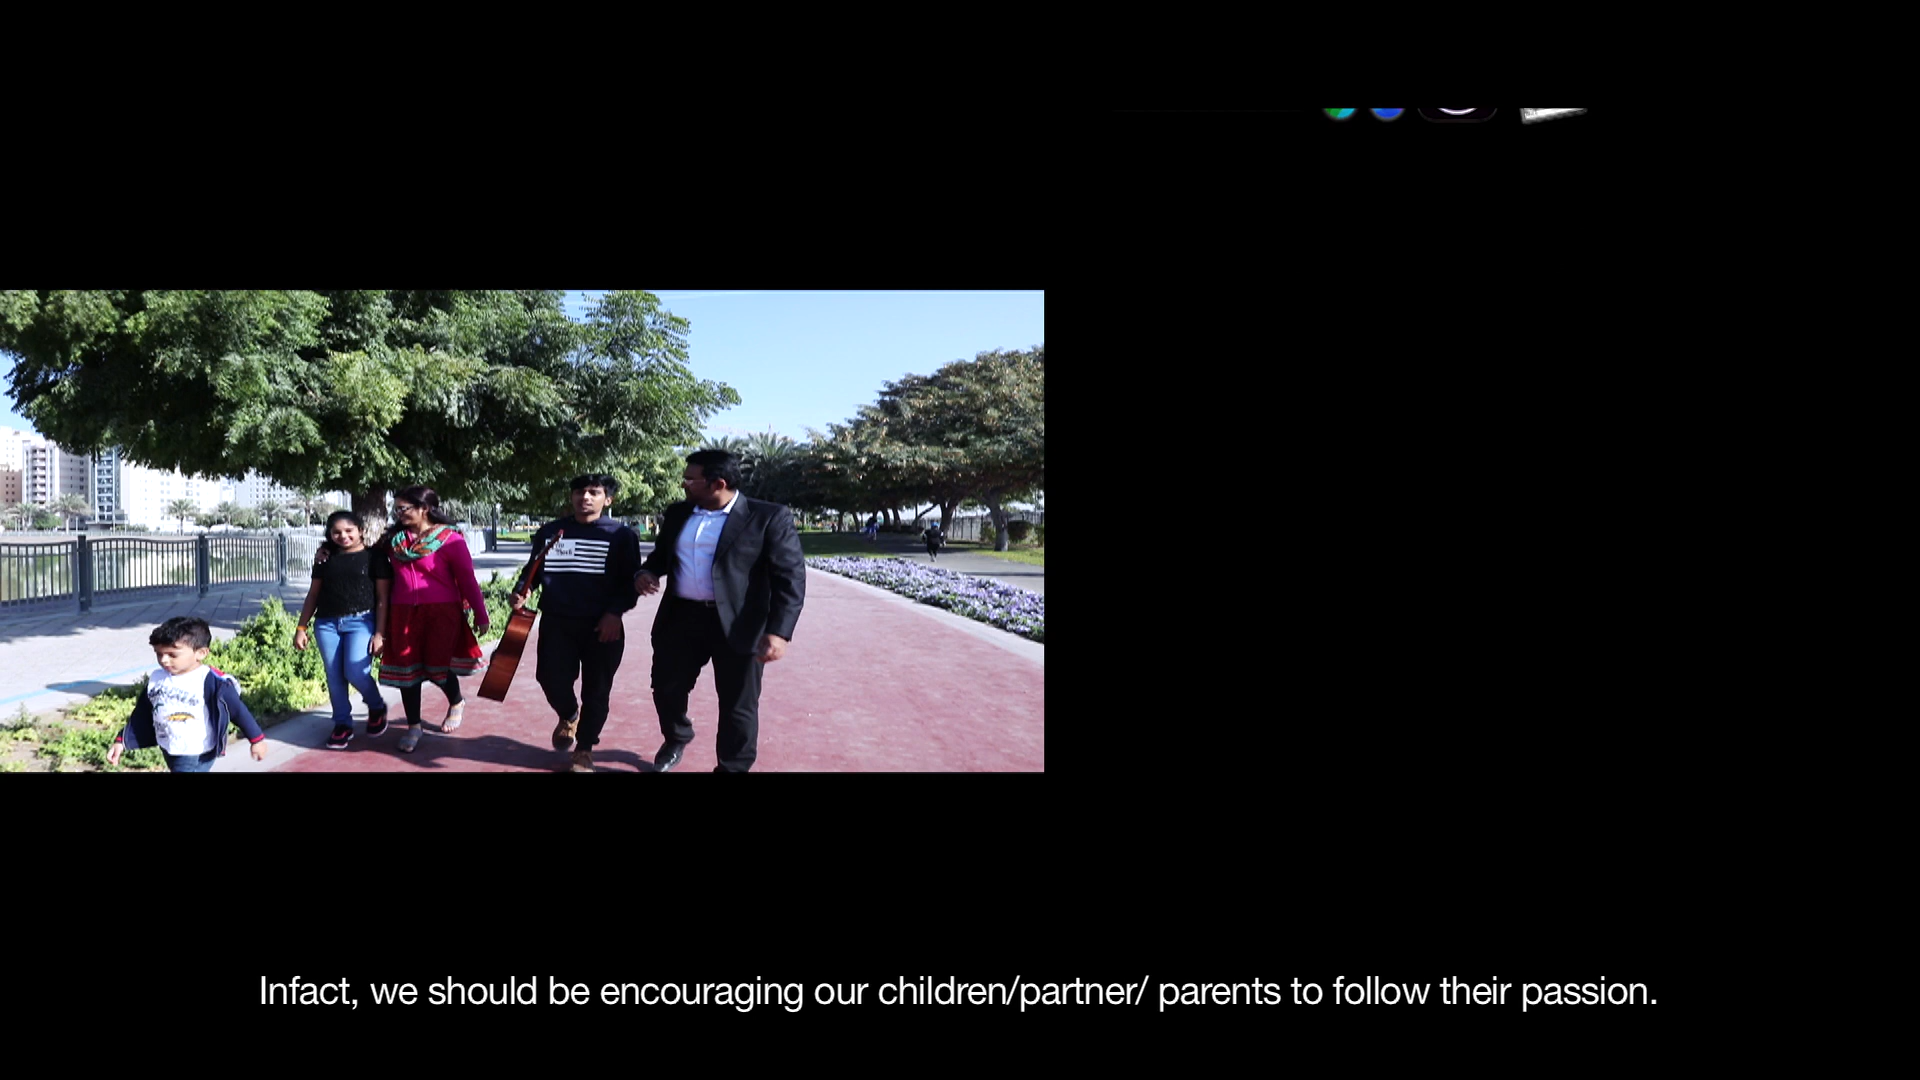 Infact, we should be encouraging our children/partner/ parents to follow their passion.